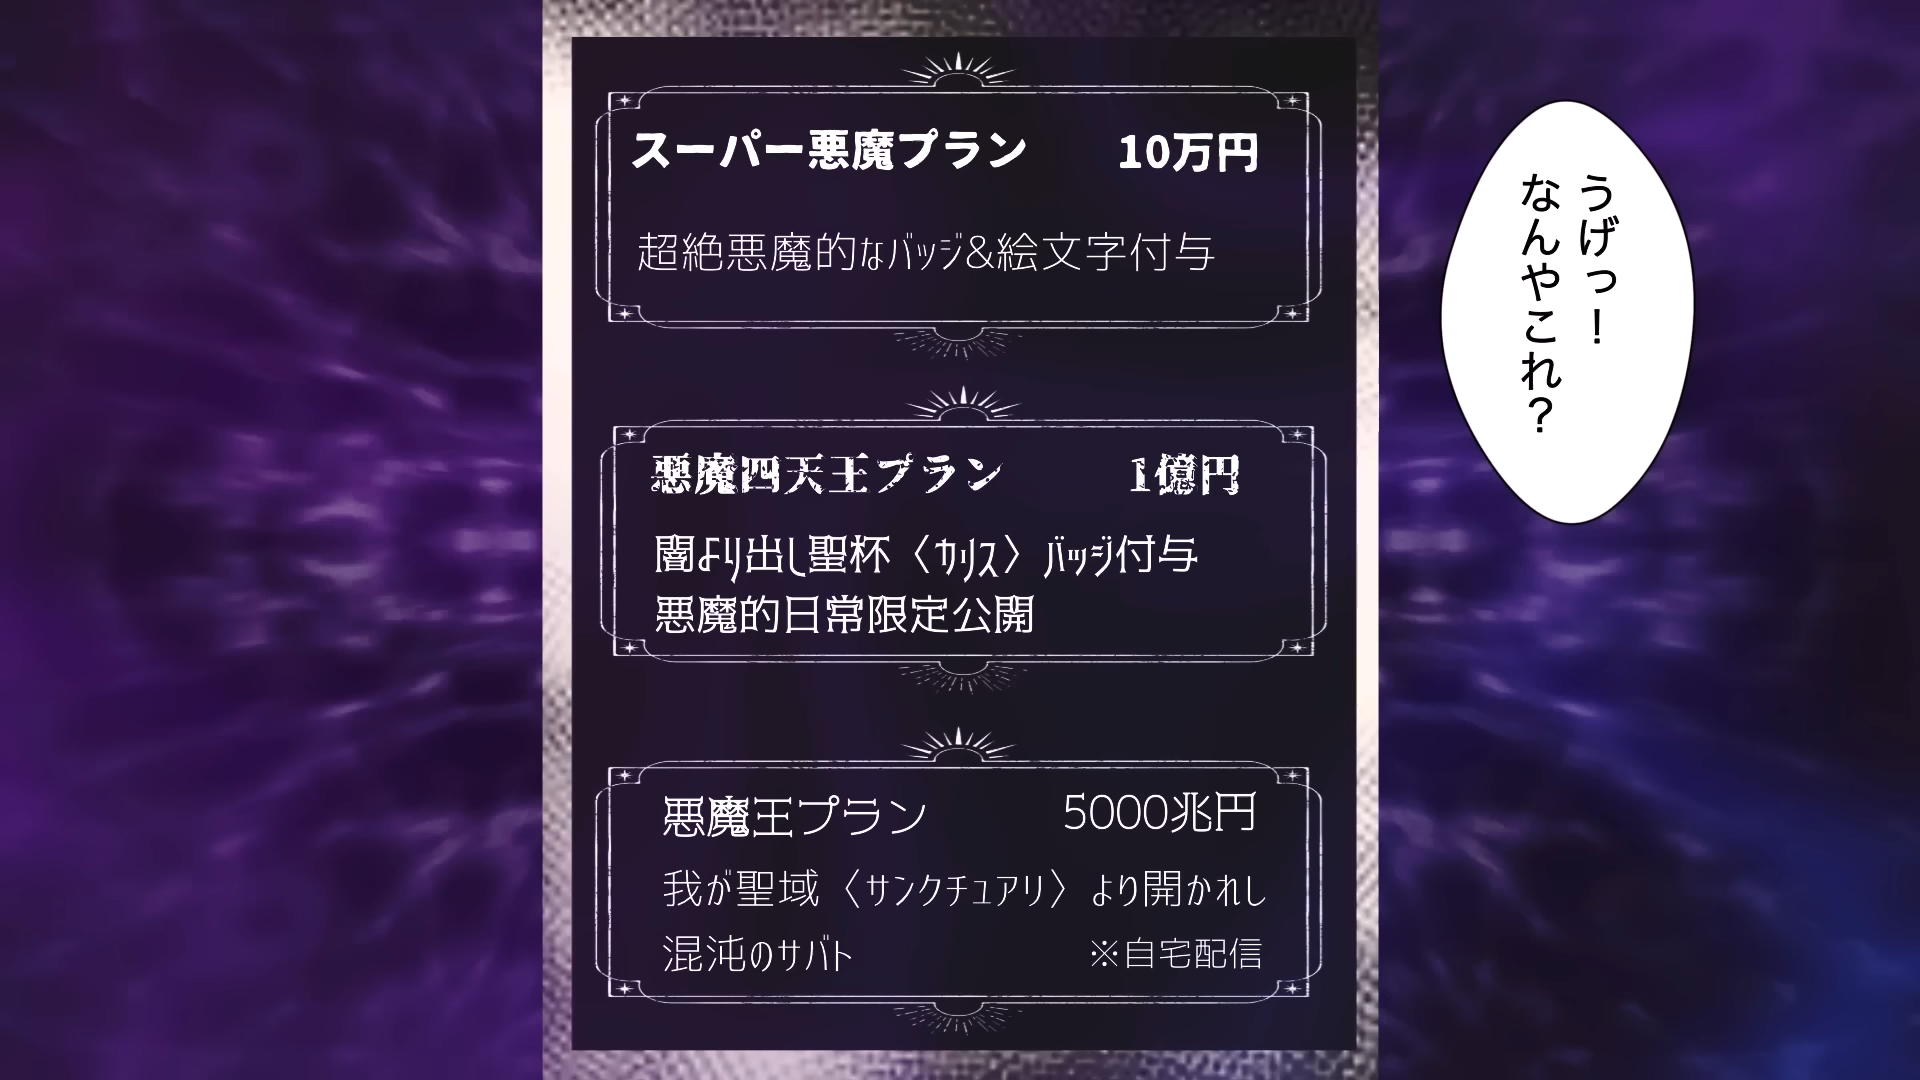 スーパー悪魔プラン 10万円
超絶悪魔的なバッジ&絵文字付与
悪魔四天王プラン 1億円
闇より出し聖杯〈カリス〉バッジ付与
悪魔的日常限定公開
悪魔王プラン 5000兆円
我が聖域〈サンクチュアリ〉より開かれし
混沌のサバト ※自宅配信
うげっ!
なんやこれ?